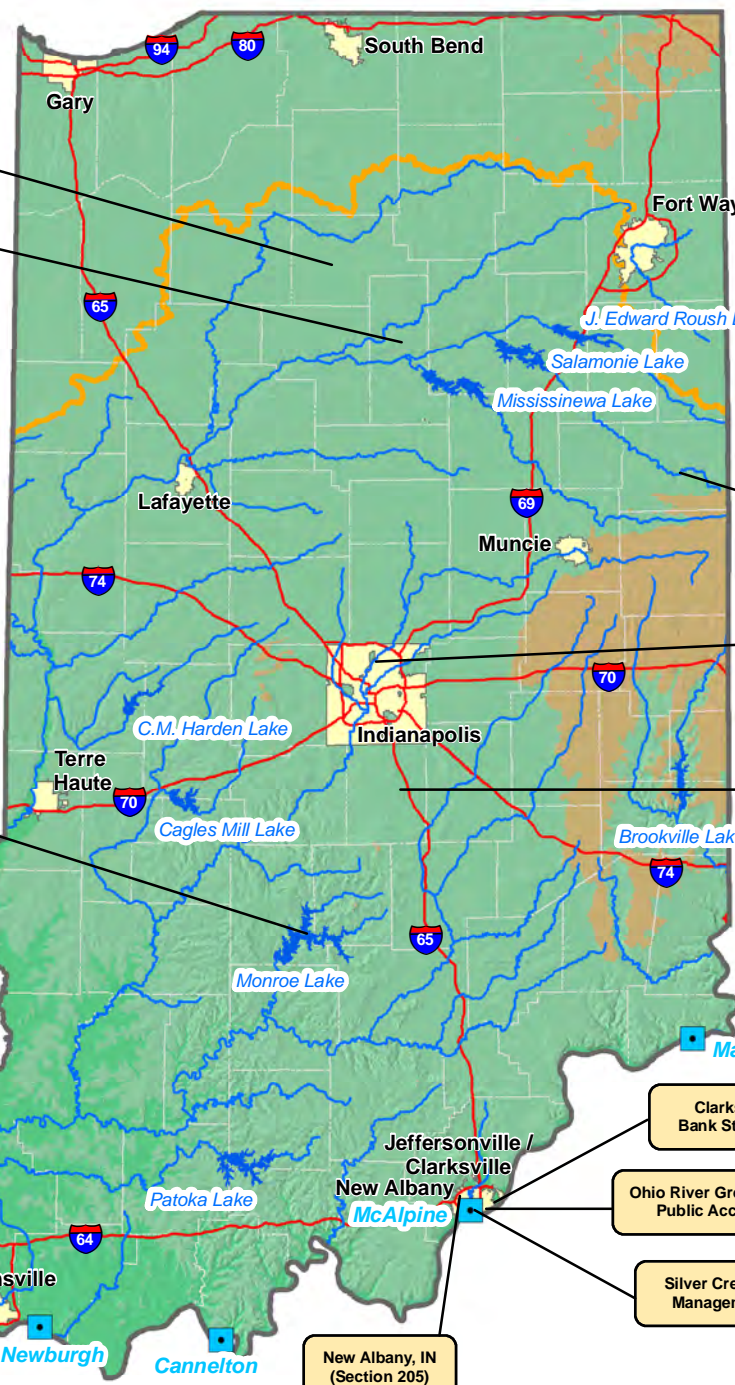 94
80
South Bend
Gary
Fort Way
65
J. Edward Roush
Salamonie Lake
Mississinewa Lake
Lafayette
69
Muncie
74
70
C.M. Harden Lake
Indianapolis
Terre
Haute
70
Cagles Mill Lake
Brookville Lak
74
65
Monroe Lake
Ma
Clarks
Bank St
Jeffersonville /
Clarksville
New Albany
McAlpine
Patoka Lake
Ohio River Gre
Public Acc
64
Silver Cre
Manager
nsville
Newburgh
Cannelton
New Albany, IN
(Section 205)